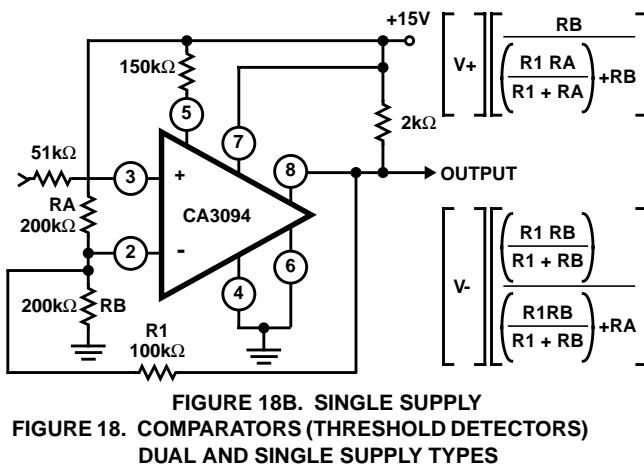 +15V
150kΩ
5
7
2kΩ
8
OUTPUT
51kΩ
3
+
CA3094
RA
200kΩ
2
-
6
4
200kΩ RB
R1
100kΩ
V+
RB
R1 RA
R1 + RA
+RB
V-
R1 RB
R1 + RB
R1RB
R1 + RB
+RA
FIGURE 18B. SINGLE SUPPLY
FIGURE 18. COMPARATORS (THRESHOLD DETECTORS)
DUAL AND SINGLE SUPPLY TYPES